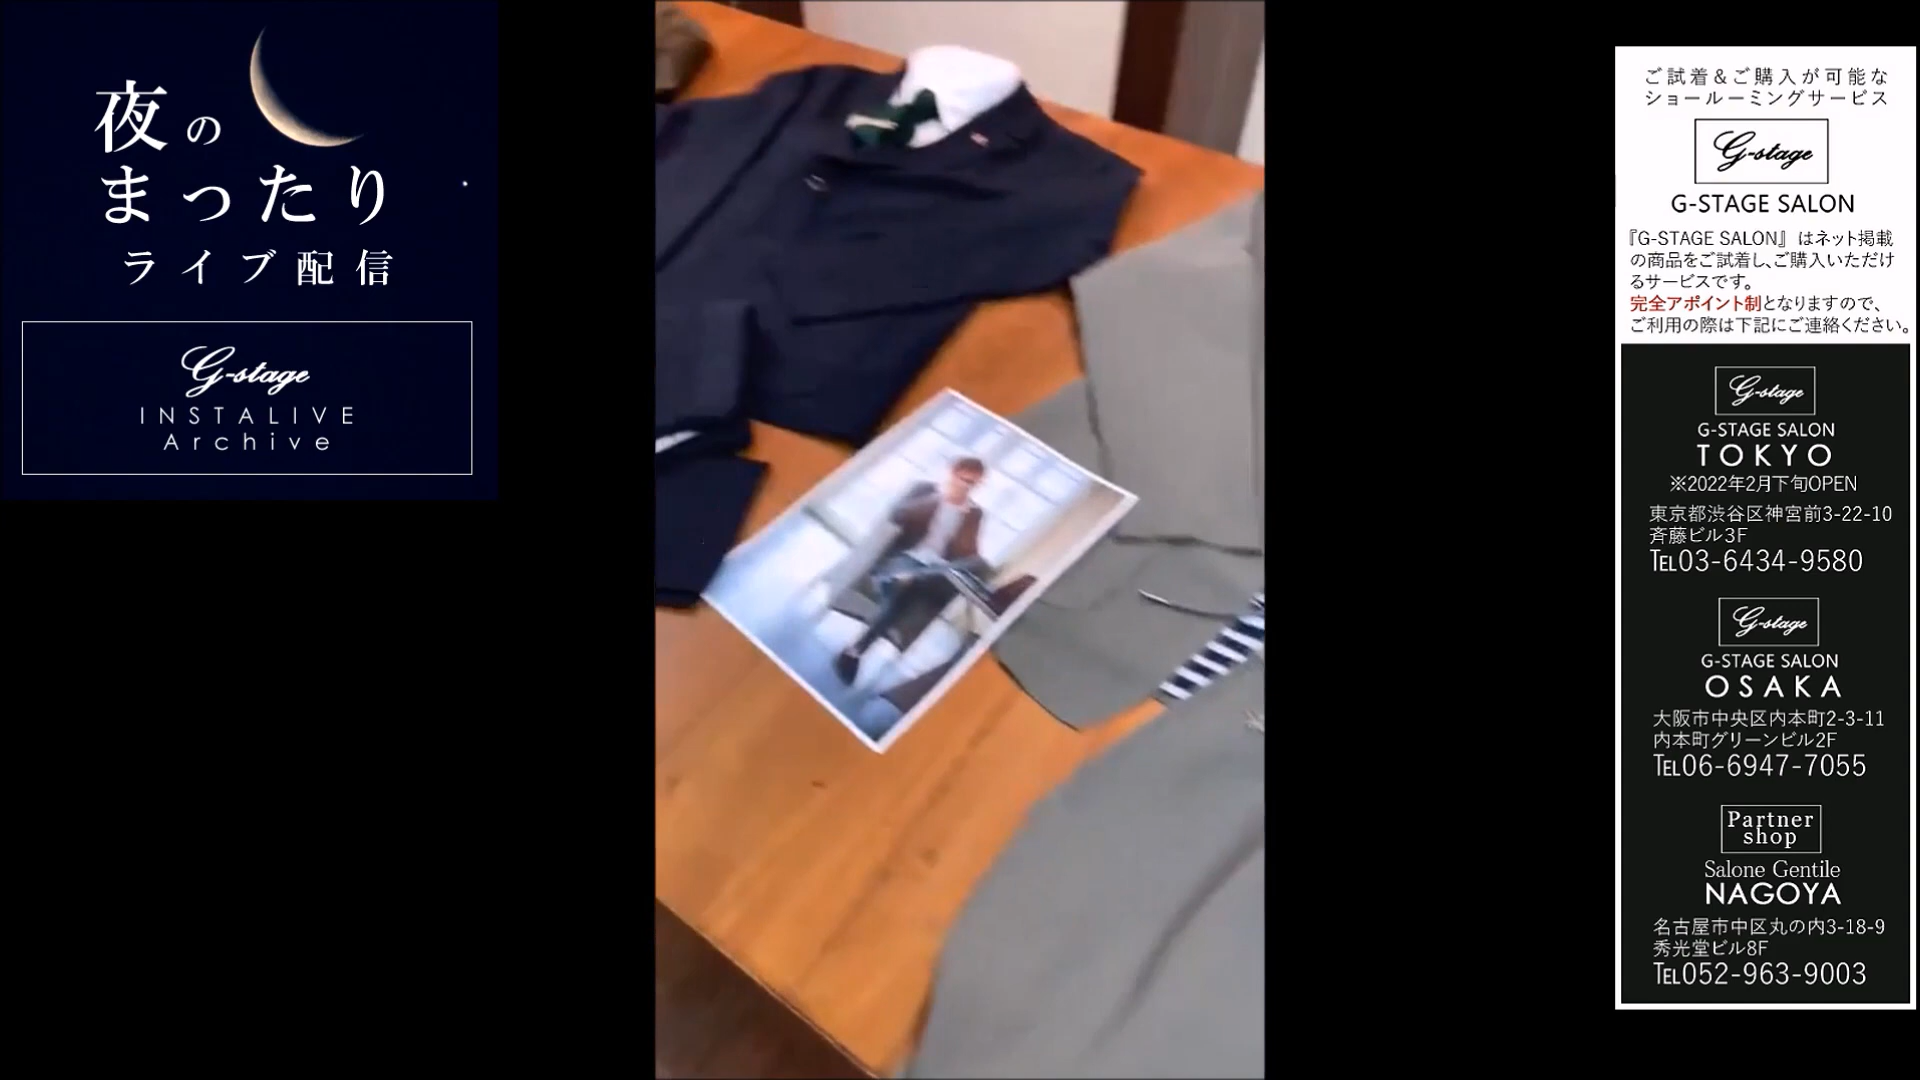 夜の
まったり
ライブ配信
G-stage
INSTALIVE
Archive
ご試着&ご購入が可能な
ショールーミングサービス
G-stage
G-STAGE SALON
『G-STAGE SALON』はネット掲載
の商品をご試着し、ご購入いただけ
るサービスです。
完全アポイント制となりますので、
ご利用の際は下記にご連絡ください。
G-stage
G-STAGE SALON
TOKYO
※2022年2月下旬OPEN
東京都渋谷区神宮前3-22-10
斉藤ビル3F
TEL03-6434-9580
G-stage
G-STAGE SALON
OSAKA
大阪市中央区内本町2-3-11
内本町グリーンビル2F
TEL06-6947-7055
Partner
shop
Salone Gentile
NAGOYA
名古屋市中区丸の内3-18-9
秀光堂ビル8F
TEL052-963-9003